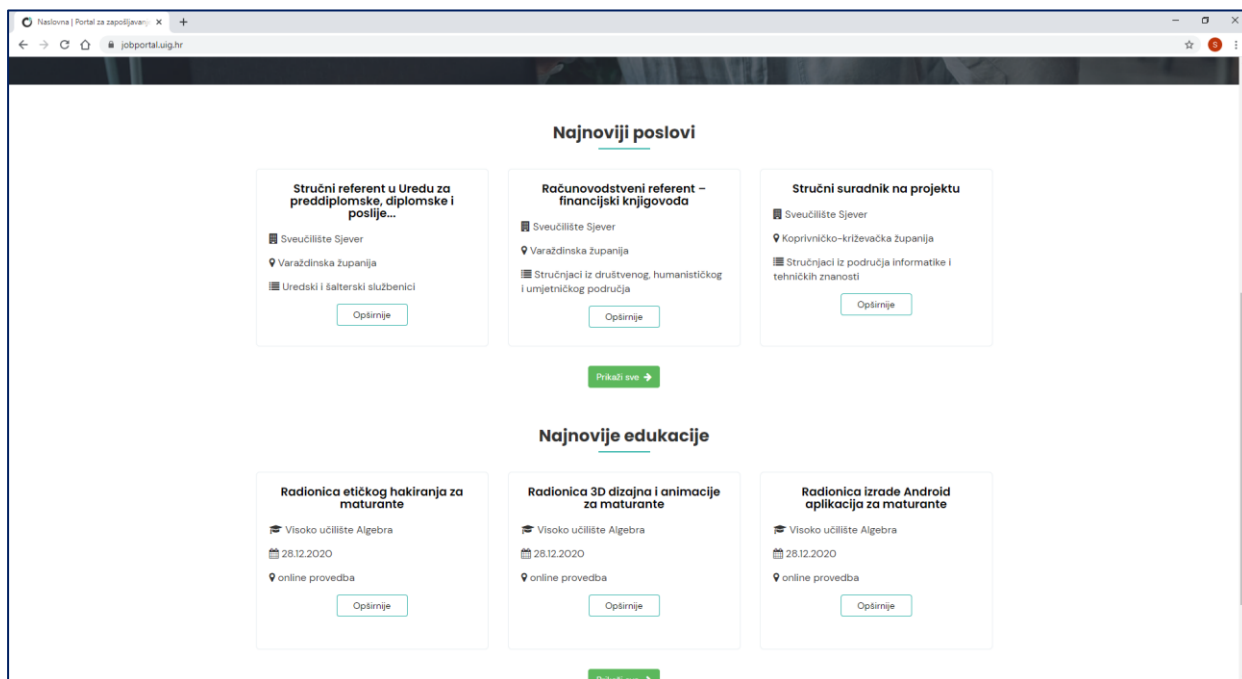 Naslovna | Portal za zapošljavanj
jobportal.uig.hr
S
Najnoviji poslovi
Stručni referent u Uredu za
preddiplomske, diplomske i
poslije...
Sveučilište Sjever
Varaždinska županija
Uredski i šalterski službenici
Opširnije
Računovodstveni referent –
financijski knjigovođa
Sveučilište Sjever
Varaždinska županija
Stručnjaci iz društvenog, humanističkog
i umjetničkog područja
Opširnije
Stručni suradnik na projektu
Sveučilište Sjever
Koprivničko-križevačka županija
Stručnjaci iz područja informatike i
tehničkih znanosti
Opširnije
Prikaži sve
Najnovije edukacije
Radionica etičkog hakiranja za
maturante
Visoko učilište Algebra
28.12.2020
online provedba
Opširnije
Radionica 3D dizajna i animacije
za maturante
Visoko učilište Algebra
28.12.2020
online provedba
Opširnije
Radionica izrade Android
aplikacija za maturante
Visoko učilište Algebra
28.12.2020
online provedba
Opširnije
Prikaži sve